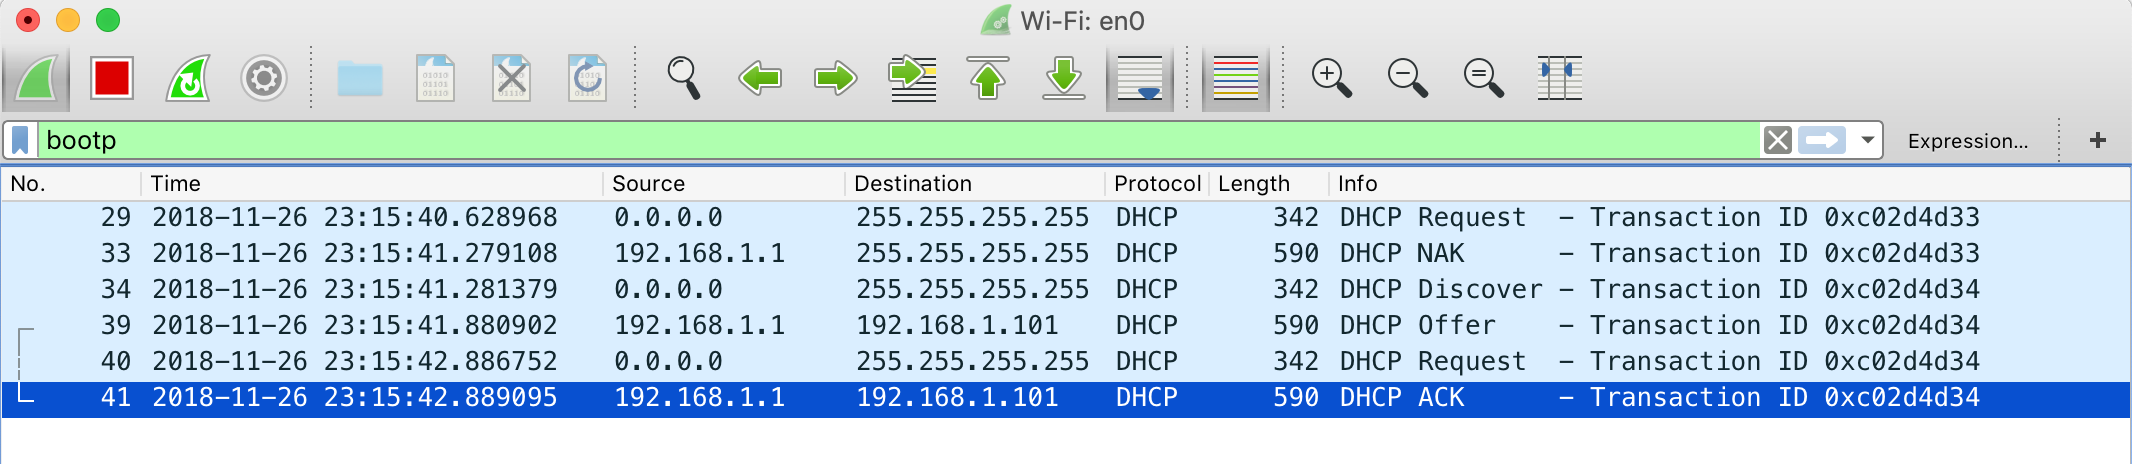 Wi-Fi: en0
bootp Expression... +
No. Time Source Destination Protocol Length Info
29 2018-11-26 23:15:40.628968 0.0.0.0 255.255.255.255 DHCP 342 DHCP Request – Transaction ID 0xc02d4d33
33 2018-11-26 23:15:41.279108 192.168.1.1 255.255.255.255 DHCP 590 DHCP NAK – Transaction ID 0xc02d4d33
34 2018-11-26 23:15:41.281379 0.0.0.0 255.255.255.255 DHCP 342 DHCP Discover – Transaction ID 0xc02d4d34
39 2018-11-26 23:15:41.880902 192.168.1.1 192.168.1.101 DHCP 590 DHCP Offer – Transaction ID 0xc02d4d34
40 2018-11-26 23:15:42.886752 0.0.0.0 255.255.255.255 DHCP 342 DHCP Request – Transaction ID 0xc02d4d34
41 2018-11-26 23:15:42.889095 192.168.1.1 192.168.1.101 DHCP 590 DHCP ACK – Transaction ID 0xc02d4d34